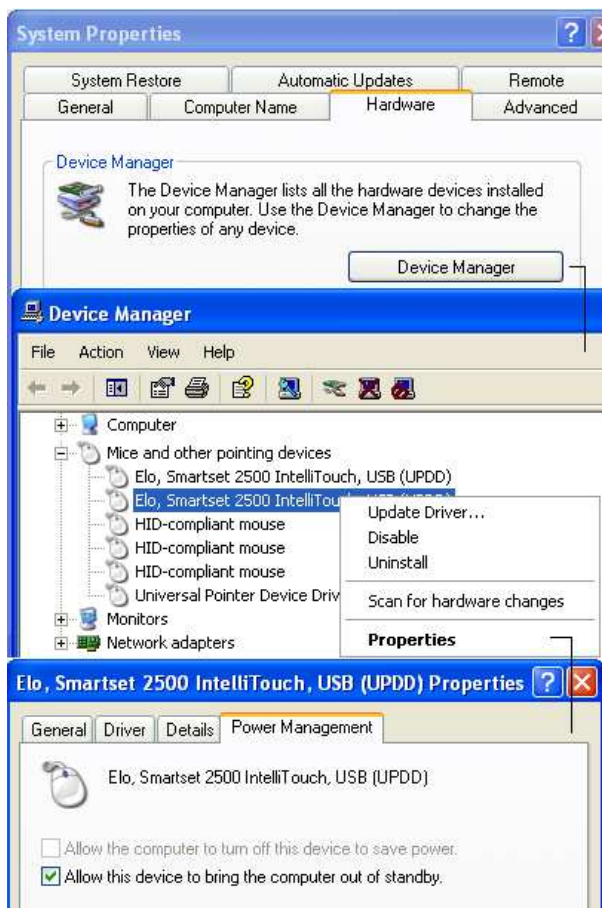 System Properties
System Restore Automatic Updates Remote
General Computer Name Hardware Advanced
Device Manager
The Device Manager lists all the hardware devices installed
on your computer. Use the Device Manager to change the
properties of any device.
Device Manager
Device Manager
File Action View Help
Computer
Mice and other pointing devices
Elo, Smartset 2500 IntelliTouch, USB (UPDD)
Elo, Smartset 2500 IntelliTouch, USB (UPDD)
HID-compliant mouse
HID-compliant mouse
HID-compliant mouse
Universal Pointer Device Driv
Monitors
Network adapters
Update Driver...
Disable
Uninstall
Scan for hardware changes
Properties
Elo, Smartset 2500 IntelliTouch, USB (UPDD) Properties
General Driver Details Power Management
Elo, Smartset 2500 IntelliTouch, USB (UPDD)
Allow the computer to turn off this device to save power.
Allow this device to bring the computer out of standby.